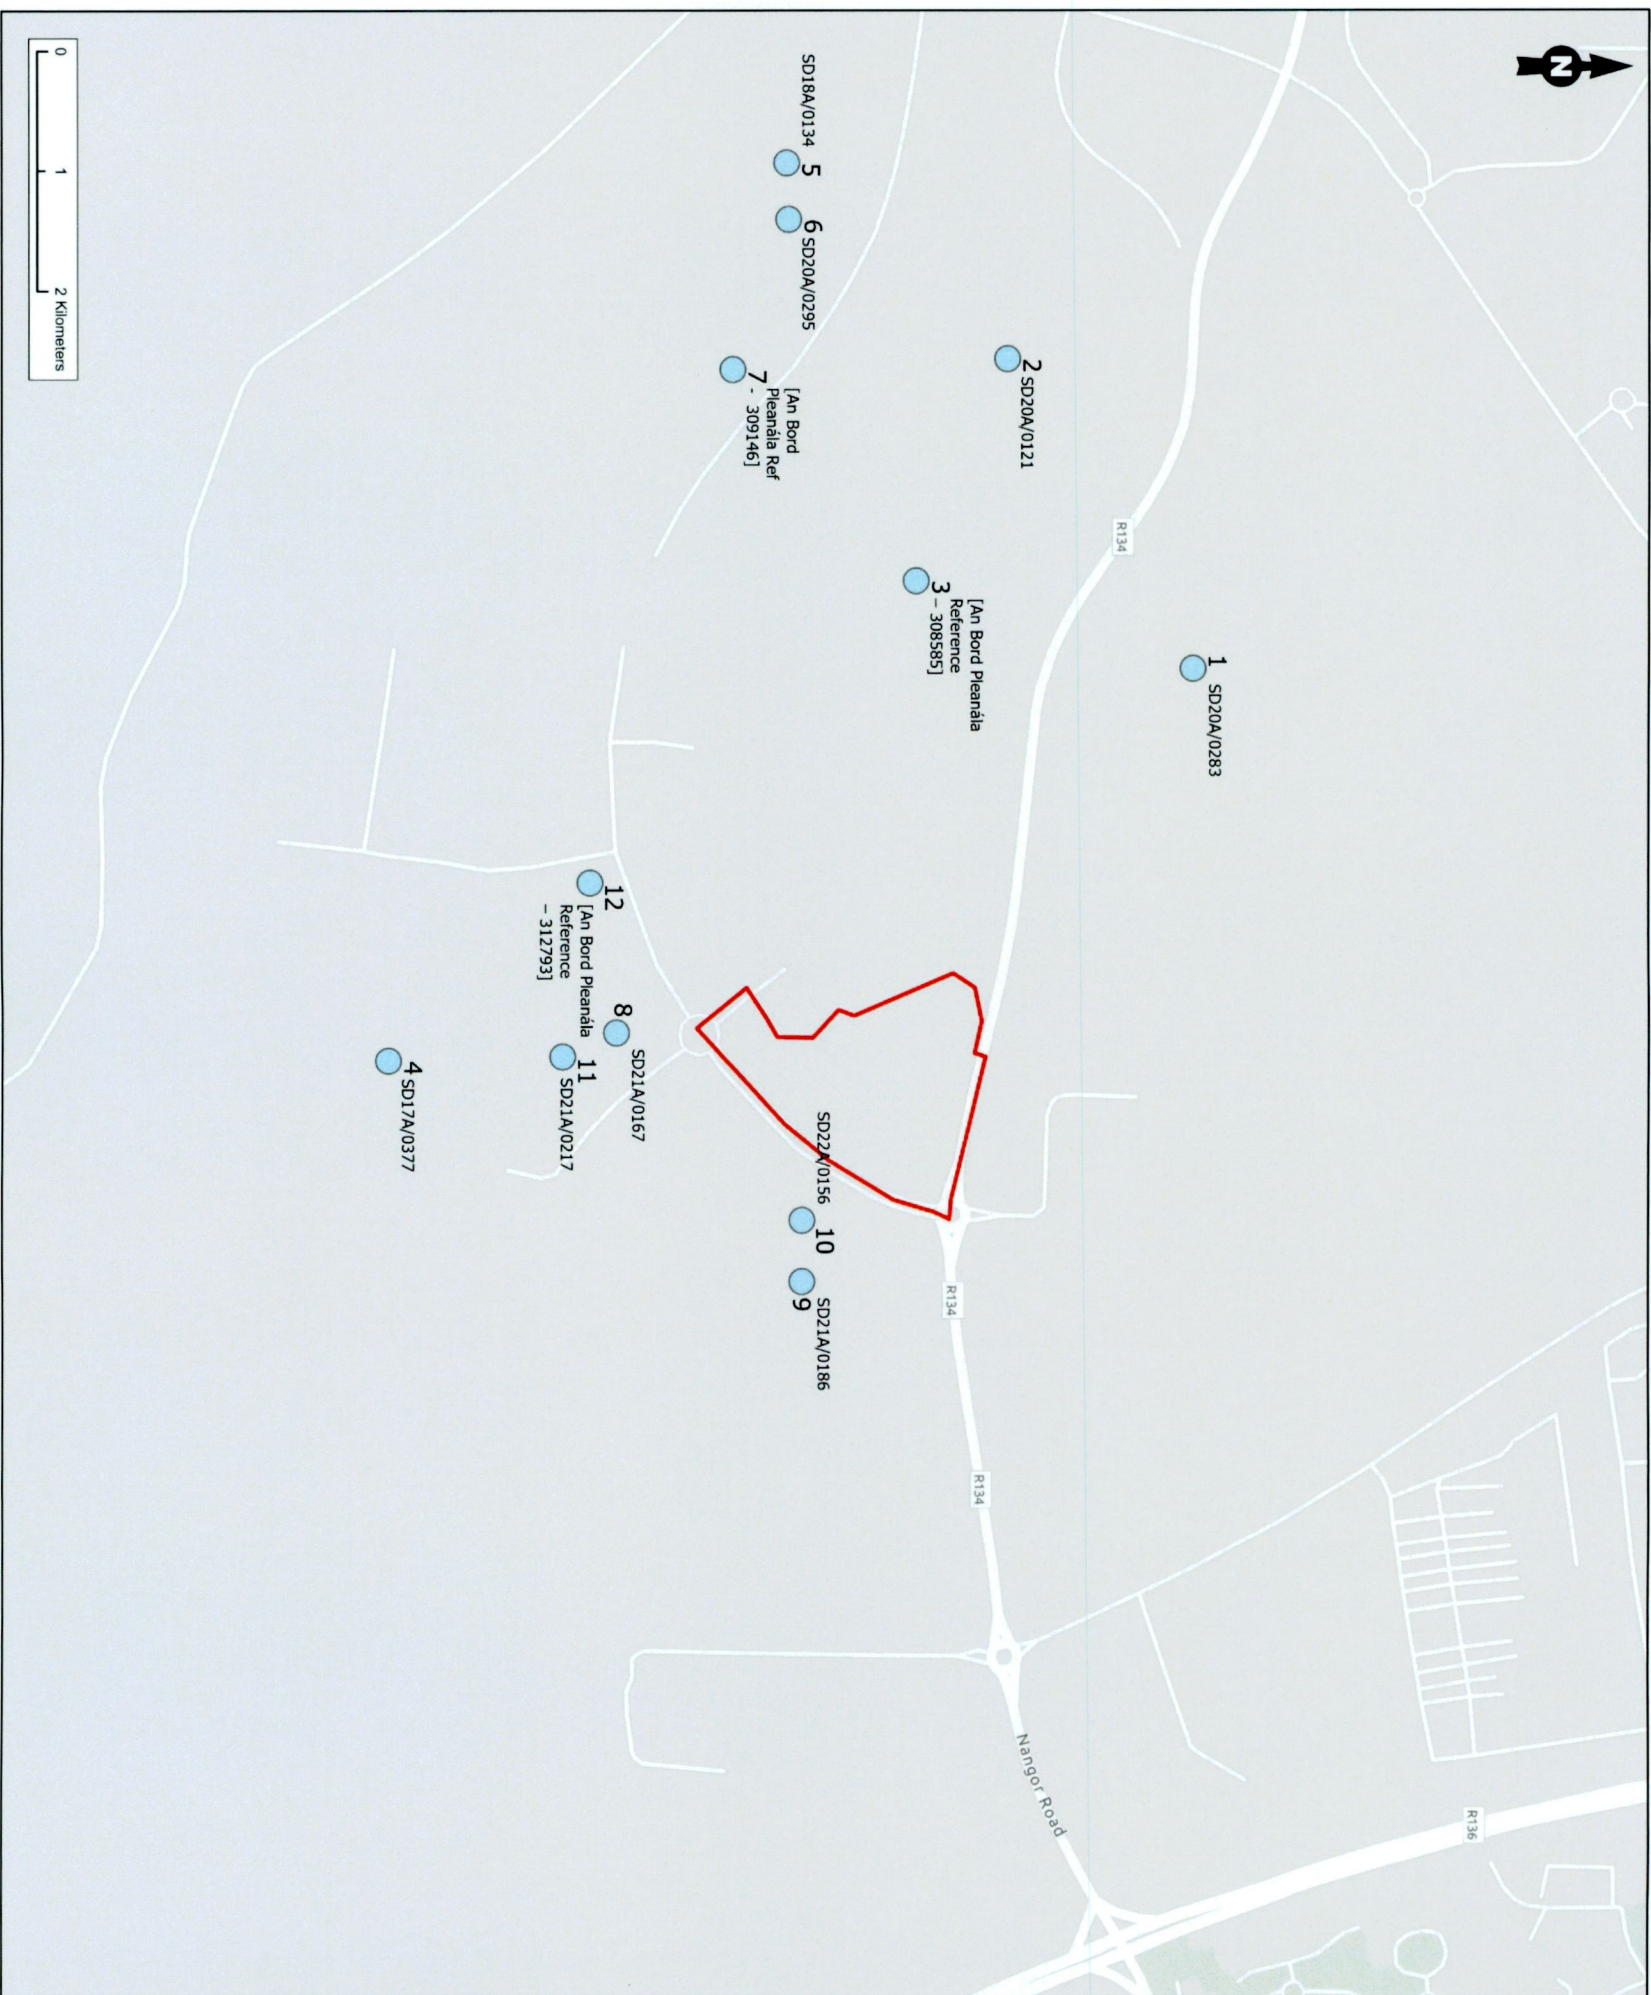 N
R136
1 SD20A/0283
R134
Nangor Road
2 SD20A/0121
R134
[An Bord Pleanála
Reference
3 – 308585]
R134
SD18A/0134 5
6 SD20A/0295
SD22A/0156
10
SD21A/0186
9
[An Bord
Pleanála Ref
7 - 309146]
8 SD21A/0167
12
[An Bord Pleanála
Reference
– 312793]
11
SD21A/0217
4 SD17A/0377
0 1 2 Kilometers